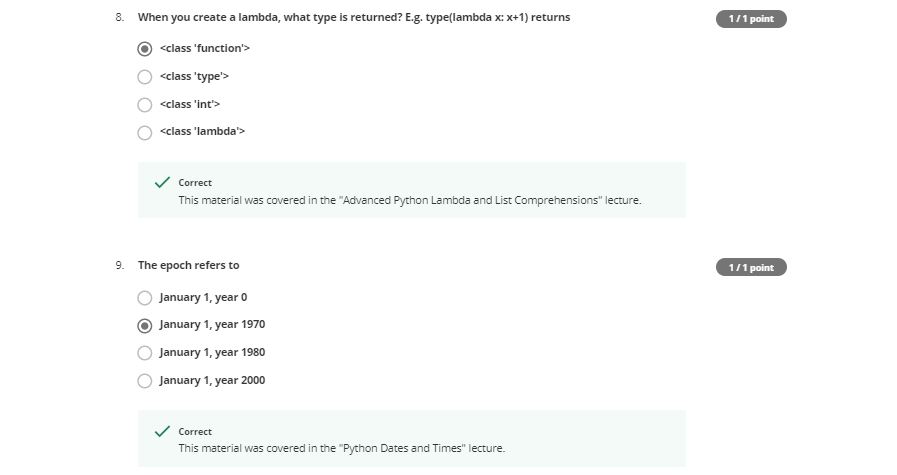 8. When you create a lambda, what type is returned? E.g. type(lambda x: x+1) returns
1 / 1 point
<class 'function'>
<class 'type'>
<class 'int'>
<class 'lambda'>
Correct
This material was covered in the "Advanced Python Lambda and List Comprehensions" lecture.
9. The epoch refers to
1 / 1 point
January 1, year 0
January 1, year 1970
January 1, year 1980
January 1, year 2000
Correct
This material was covered in the "Python Dates and Times" lecture.